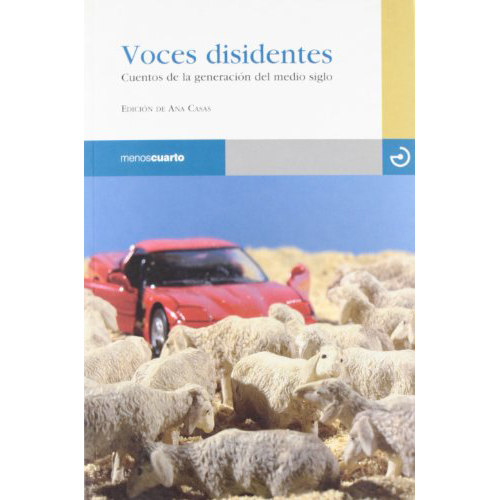 Voces disidentes
Cuentos de la generación del medio siglo
Edición de Ana Casas
menoscuarto